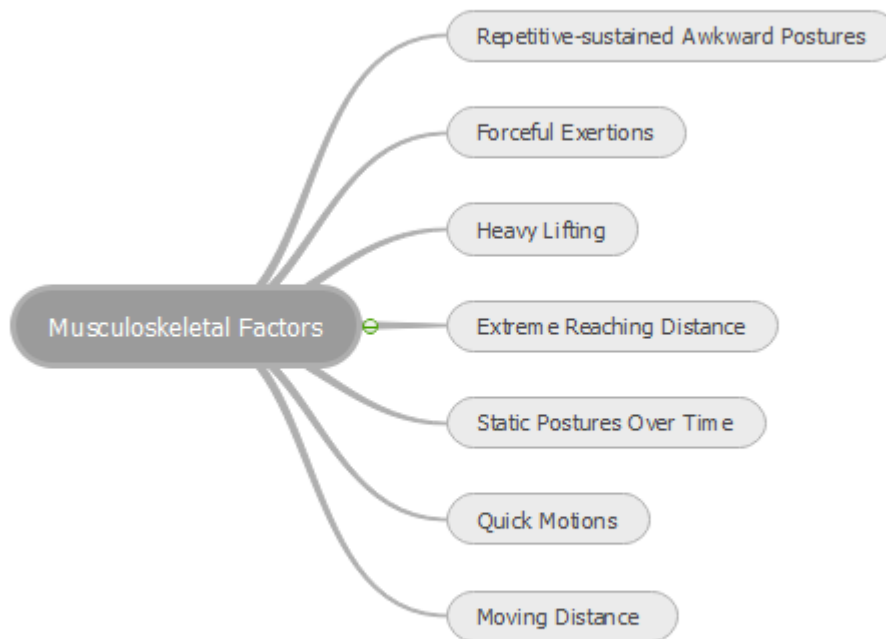 Repetitive-sustained Awkward Postures
Forceful Exertions
Heavy Lifting
Musculoskeletal Factors
Extreme Reaching Distance
Static Postures Over Time
Quick Motions
Moving Distance